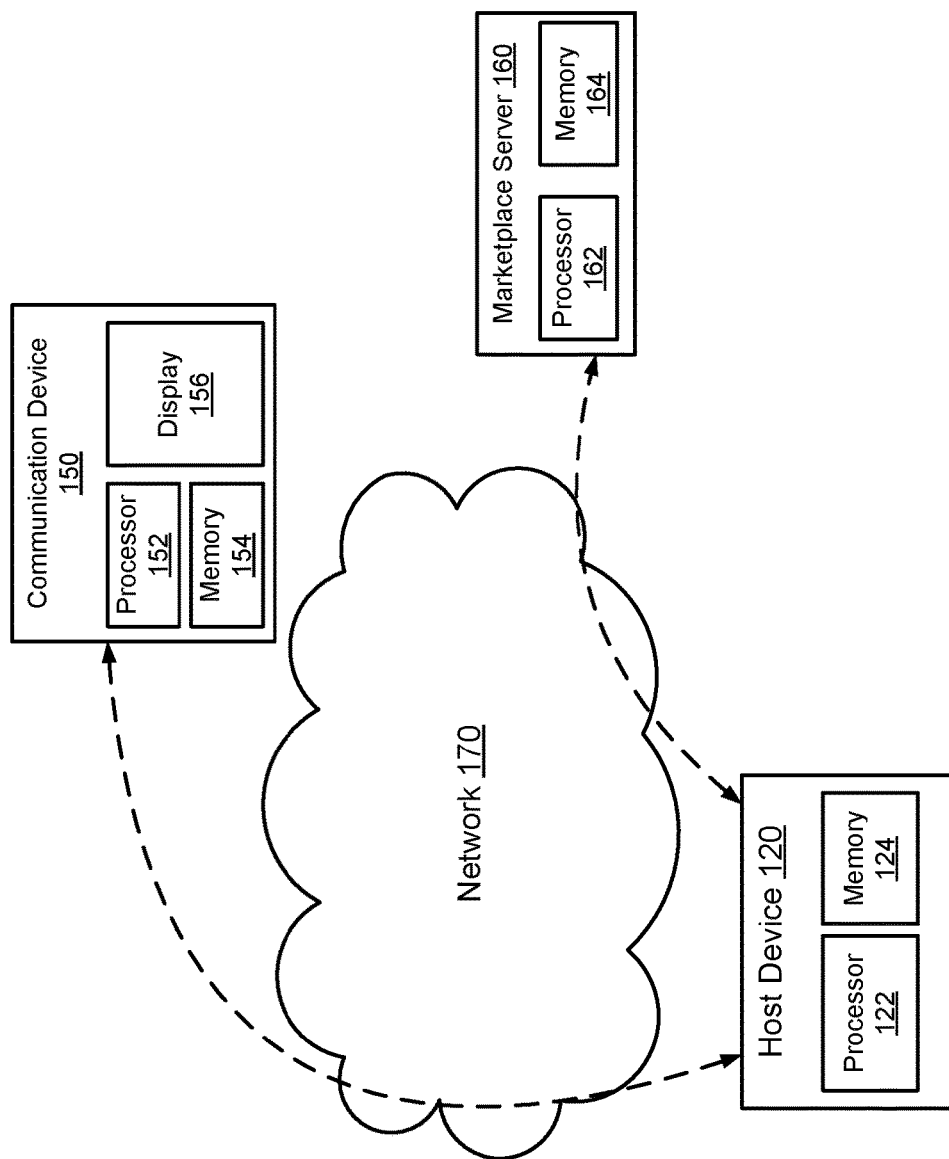 Communication Device
150
Processor
152
Memory
154
Display
156
Network 170
Marketplace Server 160
Processor
162
Memory
164
Host Device 120
Processor
122
Memory
124